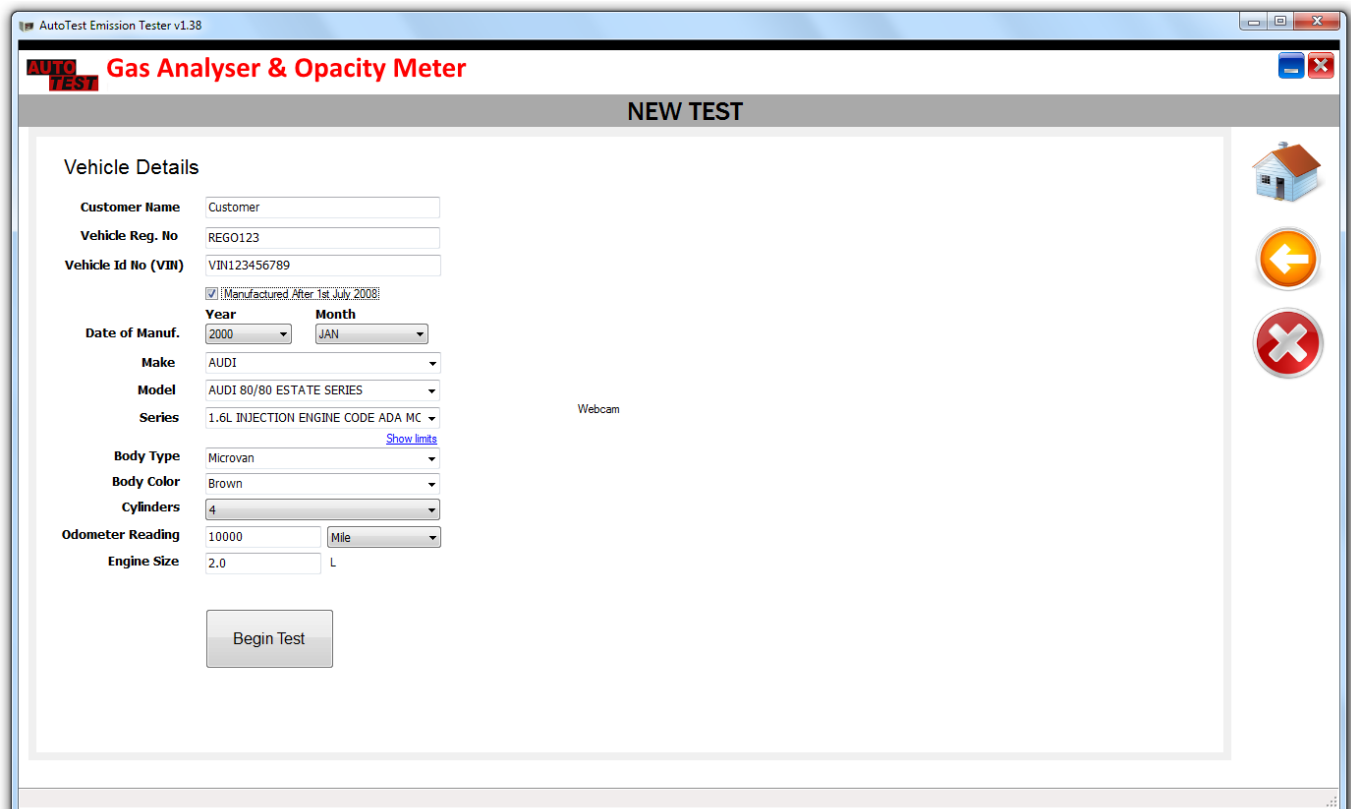 AutoTest Emission Tester v1.38
AUTO TEST
Gas Analyser & Opacity Meter
NEW TEST
Vehicle Details
Customer Name Customer
Vehicle Reg. No REGO123
Vehicle Id No (VIN) VIN123456789
Manufactured After 1st July 2008
Year Month
Date of Manuf. 2000 JAN
Make AUDI
Model AUDI 80/80 ESTATE SERIES
Series 1.6L INJECTION ENGINE CODE ADA MC
Show limits
Webcam
Body Type Microvan
Body Color Brown
Cylinders 4
Odometer Reading 10000 Mile
Engine Size 2.0 L
Begin Test